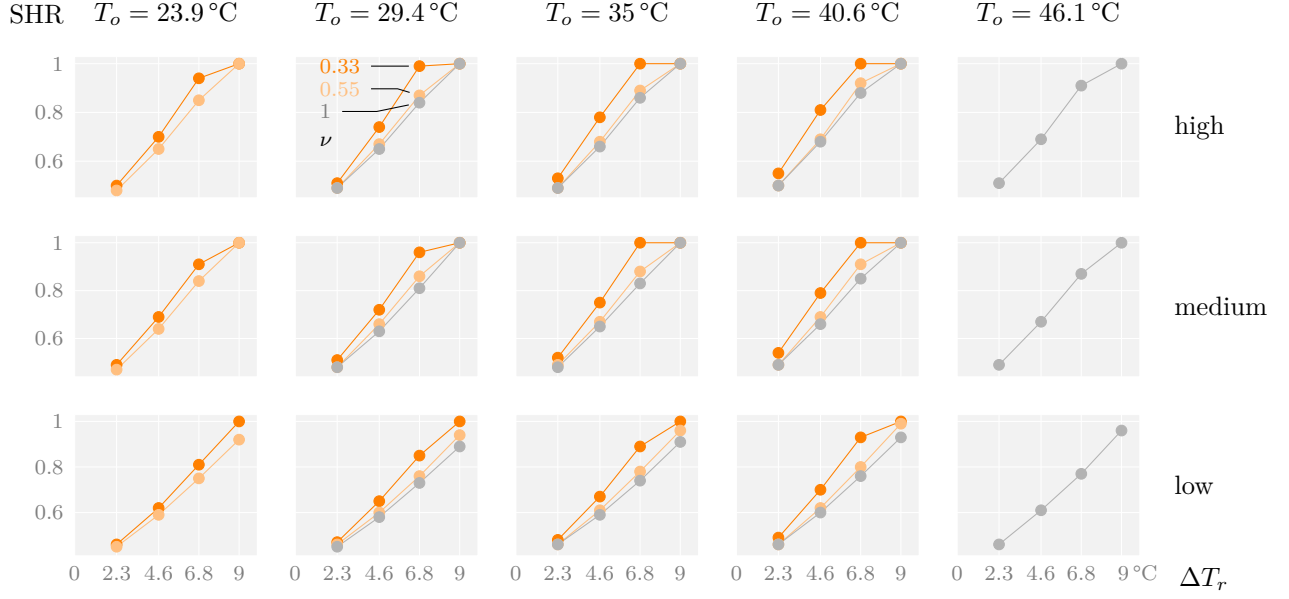 SHR T_o = 23.9 °C T_o = 29.4 °C T_o = 35 °C T_o = 40.6 °C T_o = 46.1 °C
1
0.8
0.6
0.33
0.55
1
ν
high
1
0.8
0.6
medium
1
0.8
0.6
low
0 2.3 4.6 6.8 9 0 2.3 4.6 6.8 9 0 2.3 4.6 6.8 9 0 2.3 4.6 6.8 9 0 2.3 4.6 6.8 9 °C
ΔT_r